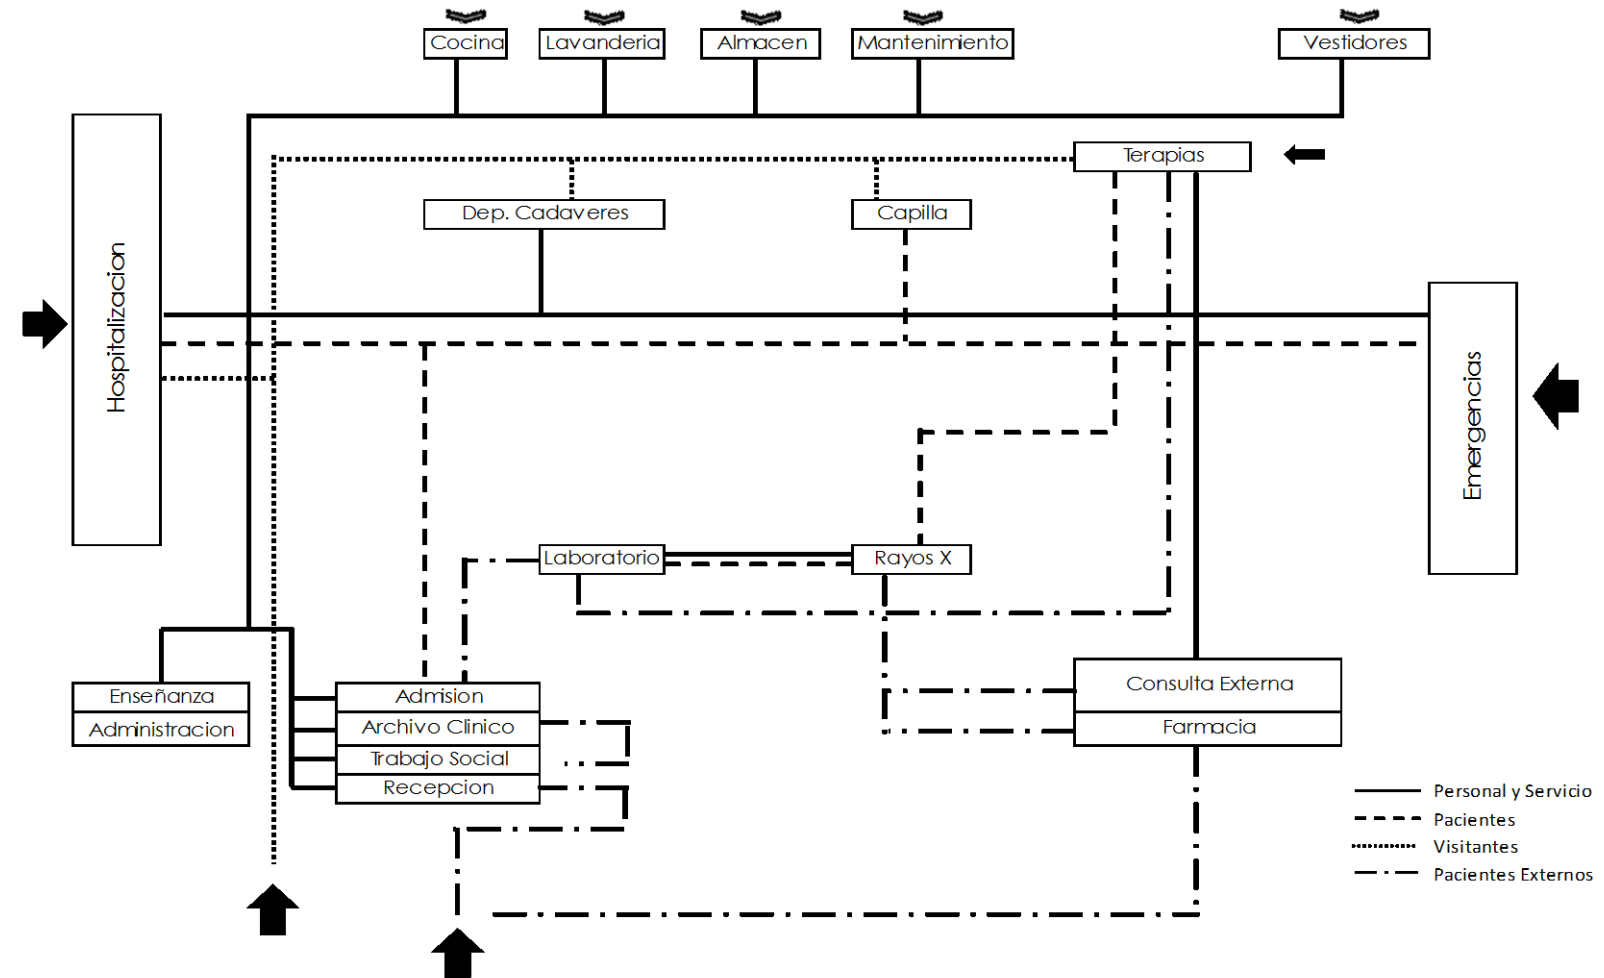 Cocina
Lavanderia
Almacen
Mantenimiento
Vestidores
Terapias
Dep. Cadaveres
Capilla
Hospitalizacion
Emergencias
Laboratorio
Rayos X
Enseñanza
Administracion
Admision
Archivo Clinico
Trabajo Social
Recepcion
Consulta Externa
Farmacia
Personal y Servicio
Pacientes
Visitantes
Pacientes Externos